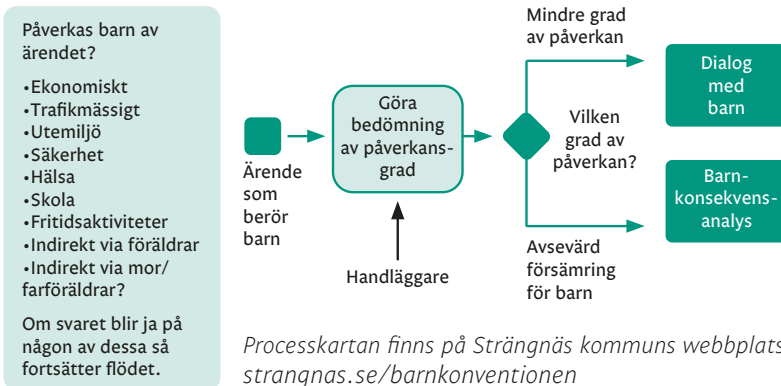 Påverkas barn av
ärendet?
•Ekonomiskt
•Trafikmässigt
•Utemiljö
•Säkerhet
•Hälsa
•Skola
•Fritidsaktiviteter
•Indirekt via föräldrar
•Indirekt via mor/
farföräldrar?
Om svaret blir ja på
någon av dessa så
fortsätter flödet.
Ärende
som
berör
barn
Göra
bedömning
av påverkans-
grad
Handläggare
Mindre grad
av påverkan
Vilken
grad av
påverkan?
Avsevärd
försämring
för barn
Dialog
med
barn
Barn-
konsekvens-
analys
Processkartan finns på Strängnäs kommuns webbplats
strangnas.se/barnkonventionen